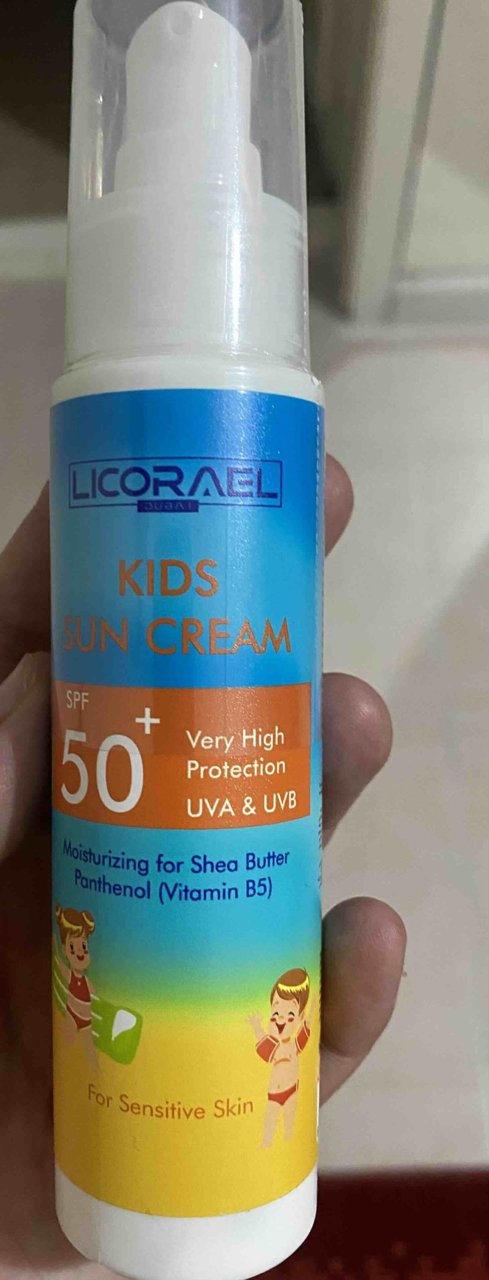 LICORAEL
DUBAI
KIDS
SUN CREAM
SPF
50+
Very High
Protection
UVA & UVB
Moisturizing for Shea Butter
Panthenol (Vitamin B5)
For Sensitive Skin